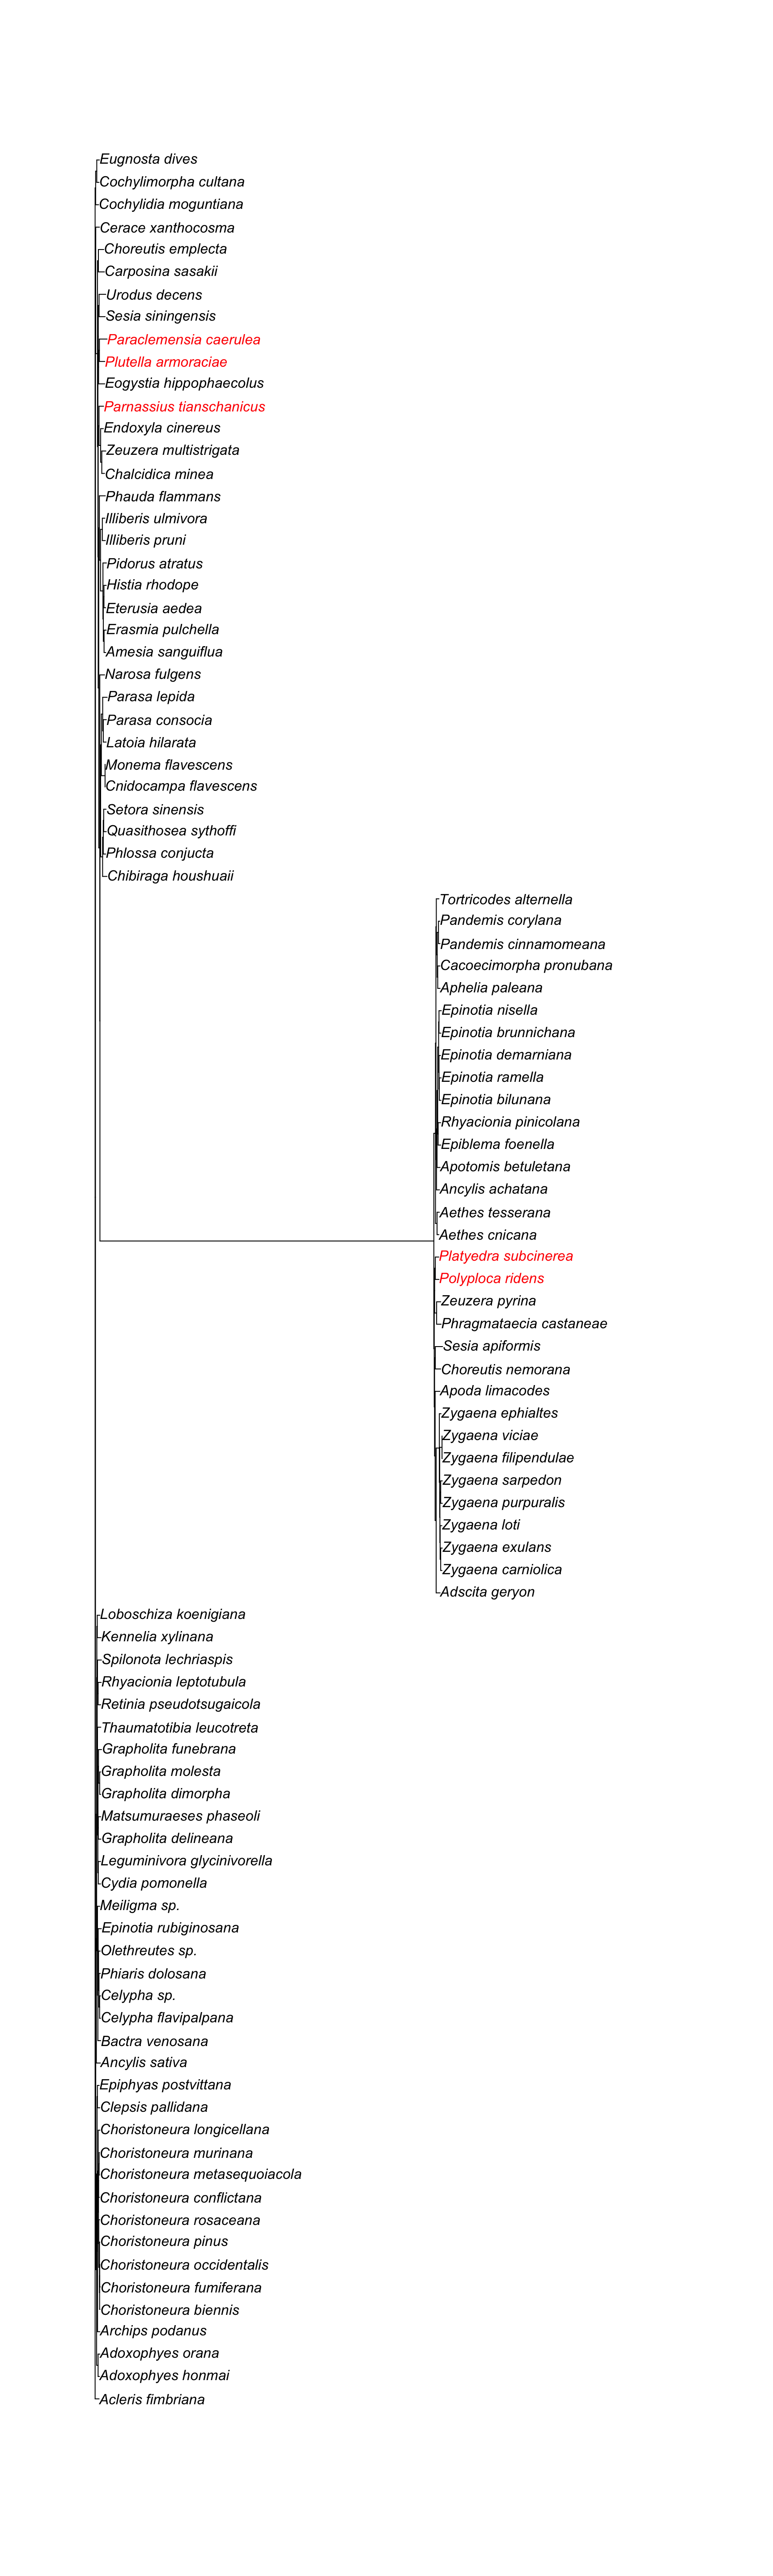 Eugnosta dives
Cochylimorpha cultana
Cochylidia moguntiana
Cerace xanthocosma
Choreutis emplecta
Carposina sasakii
Urodus decens
Sesia siningensis
Paraclemensia caerulea
Plutella armoraciae
Eogystia hippophaecolus
Parnassius tianschanicus
Endoxyla cinereus
Zeuzera multistrigata
Chalcidica minea
Phauda flammans
Illiberis ulmivora
Illiberis pruni
Pidorus atratus
Histia rhodope
Eterusia aedea
Erasmia pulchella
Amesia sanguiflua
Narosa fulgens
Parasa lepida
Parasa consocia
Latoia hilarata
Monema flavescens
Cnidocampa flavescens
Setora sinensis
Quasithosea sythoffi
Phlossa conjucta
Chibiraga houshuaii
Tortricodes alternella
Pandemis corylana
Pandemis cinnamomeana
Cacoecimorpha pronubana
Aphelia paleana
Epinotia nisella
Epinotia brunnichana
Epinotia demarniana
Epinotia ramella
Epinotia bilunana
Rhyacionia pinicolana
Epiblema foenella
Apotomis betuletana
Ancylis achatana
Aethes tesserana
Aethes cnicana
Platyedra subcinerea
Polyploca ridens
Zeuzera pyrina
Phragmataecia castaneae
Sesia apiformis
Choreutis nemorana
Apoda limacodes
Zygaena ephialtes
Zygaena viciae
Zygaena filipendulae
Zygaena sarpedon
Zygaena purpuralis
Zygaena loti
Zygaena exulans
Zygaena carniolica
Adscita geryon
Loboschiza koenigiana
Kennelia xylinana
Spilonota lechriaspis
Rhyacionia leptotubula
Retinia pseudotsugaicola
Thaumatotibia leucotreta
Grapholita funebrana
Grapholita molesta
Grapholita dimorpha
Matsumuraeses phaseoli
Grapholita delineana
Leguminivora glycinivorella
Cydia pomonella
Meiligma sp.
Epinotia rubiginosana
Olethreutes sp.
Phiaris dolosana
Celypha sp.
Celypha flavipalpana
Bactra venosana
Ancylis sativa
Epiphyas postvittana
Clepsis pallidana
Choristoneura longicellana
Choristoneura murinana
Choristoneura metasequoiacola
Choristoneura conflictana
Choristoneura rosaceana
Choristoneura pinus
Choristoneura occidentalis
Choristoneura fumiferana
Choristoneura biennis
Archips podanus
Adoxophyes orana
Adoxophyes honmai
Acleris fimbriana